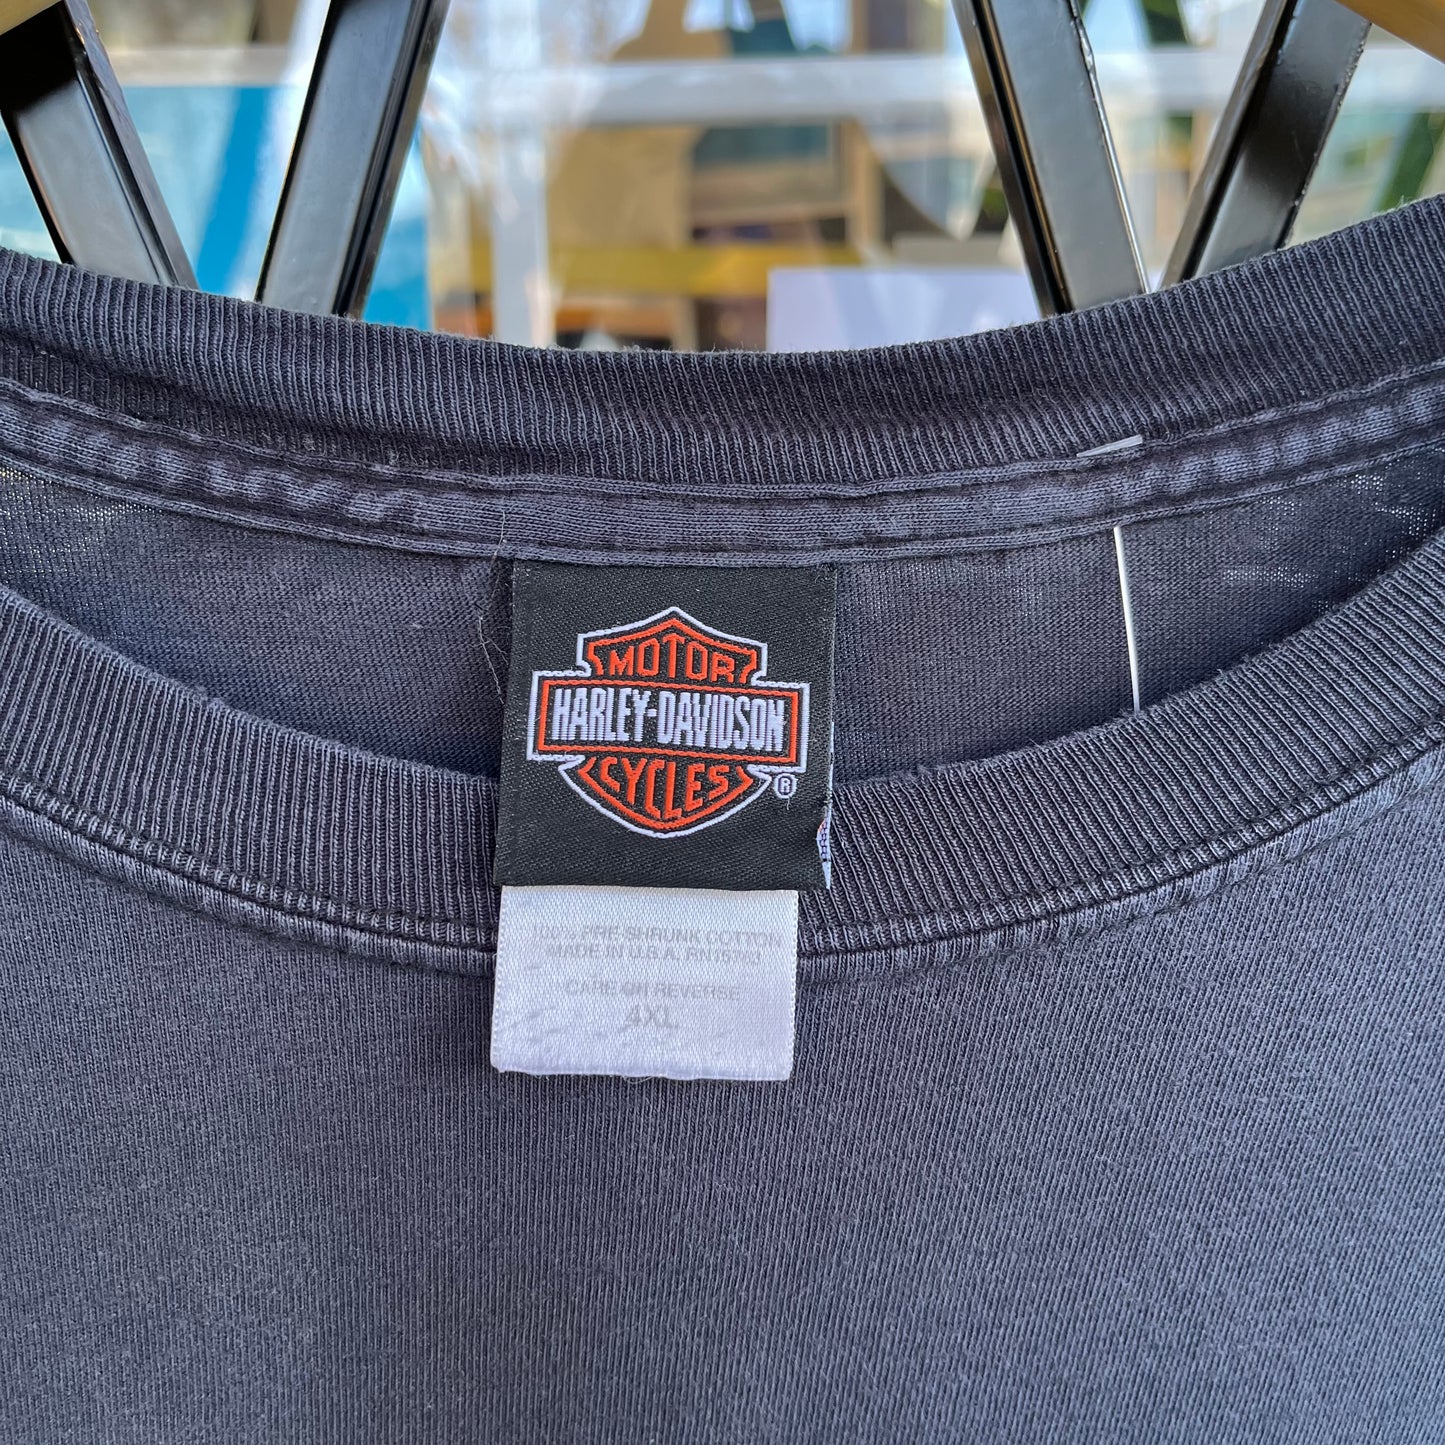 MOTOR
HARLEY-DAVIDSON
CYCLES ®
100% PRE-SHRUNK COTTON
MADE IN U.S.A.
CARE ON REVERSE
4XL